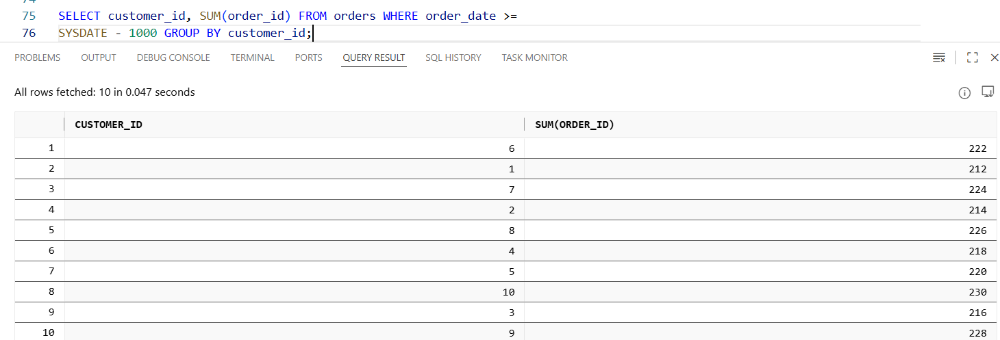 74
75 SELECT customer_id, SUM(order_id) FROM orders WHERE order_date >=
76 SYSDATE - 1000 GROUP BY customer_id;
PROBLEMS OUTPUT DEBUG CONSOLE TERMINAL PORTS QUERY RESULT SQL HISTORY TASK MONITOR
All rows fetched: 10 in 0.047 seconds
CUSTOMER_ID SUM(ORDER_ID)
1 6 222
2 1 212
3 7 224
4 2 214
5 8 226
6 4 218
7 5 220
8 10 230
9 3 216
10 9 228